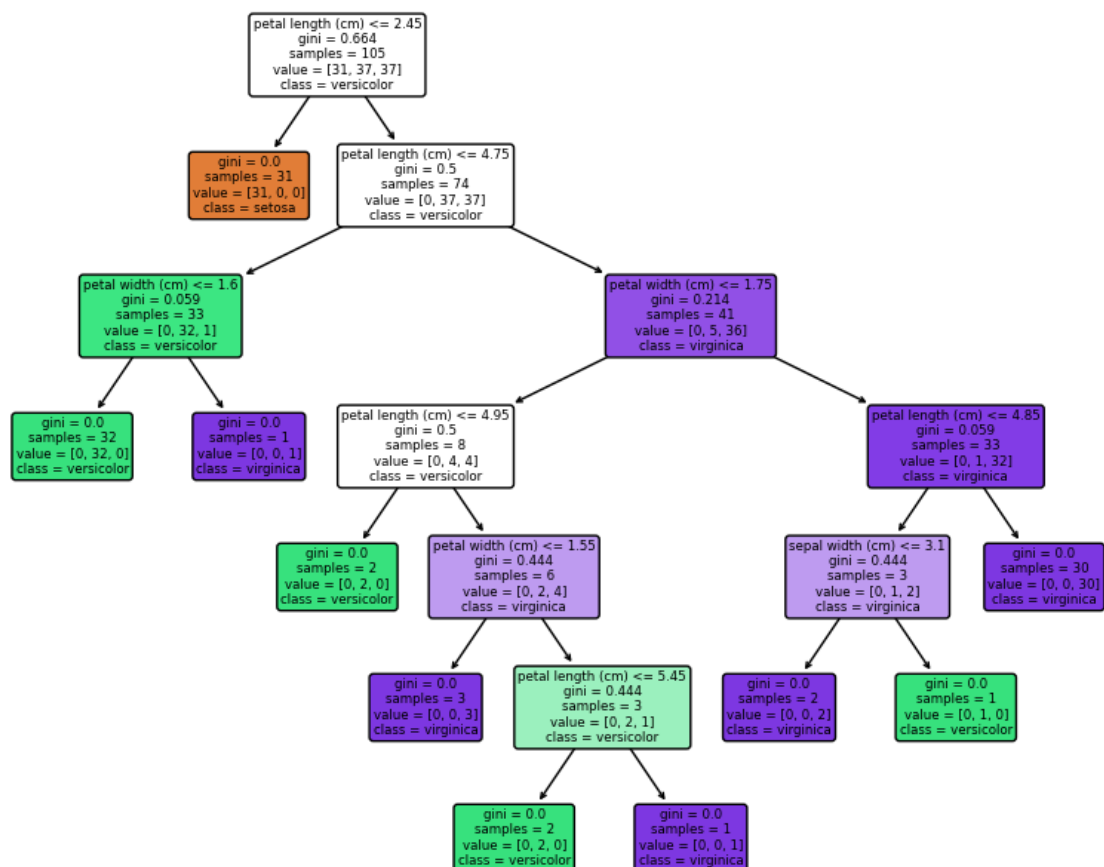 petal length (cm) <= 2.45
gini = 0.664
samples = 105
value = [31, 37, 37]
class = versicolor
gini = 0.0
samples = 31
value = [31, 0, 0]
class = setosa
petal length (cm) <= 4.75
gini = 0.5
samples = 74
value = [0, 37, 37]
class = versicolor
petal width (cm) <= 1.6
gini = 0.059
samples = 33
value = [0, 32, 1]
class = versicolor
petal width (cm) <= 1.75
gini = 0.214
samples = 41
value = [0, 5, 36]
class = virginica
gini = 0.0
samples = 32
value = [0, 32, 0]
class = versicolor
gini = 0.0
samples = 1
value = [0, 0, 1]
class = virginica
petal length (cm) <= 4.95
gini = 0.5
samples = 8
value = [0, 4, 4]
class = versicolor
petal length (cm) <= 4.85
gini = 0.059
samples = 33
value = [0, 1, 32]
class = virginica
gini = 0.0
samples = 2
value = [0, 2, 0]
class = versicolor
petal width (cm) <= 1.55
gini = 0.444
samples = 6
value = [0, 2, 4]
class = virginica
sepal width (cm) <= 3.1
gini = 0.444
samples = 3
value = [0, 1, 2]
class = virginica
gini = 0.0
samples = 30
value = [0, 0, 30]
class = virginica
gini = 0.0
samples = 3
value = [0, 0, 3]
class = virginica
petal length (cm) <= 5.45
gini = 0.444
samples = 3
value = [0, 2, 1]
class = versicolor
gini = 0.0
samples = 2
value = [0, 0, 2]
class = virginica
gini = 0.0
samples = 1
value = [0, 1, 0]
class = versicolor
gini = 0.0
samples = 2
value = [0, 2, 0]
class = versicolor
gini = 0.0
samples = 1
value = [0, 0, 1]
class = virginica